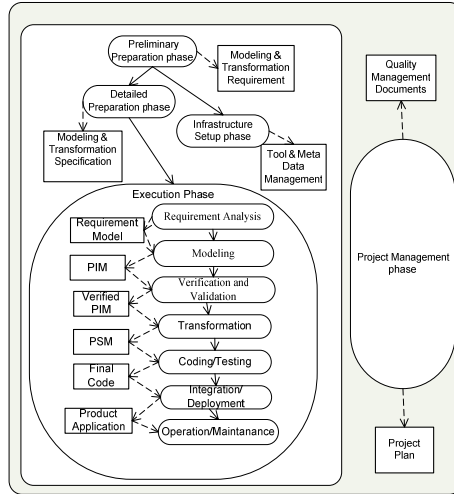 Preliminary
Preparation phase
Modeling &
Transformation
Requirement
Quality
Management
Documents
Detailed
Preparation phase
Infrastructure
Setup phase
Modeling &
Transformation
Specification
Tool & Meta
Data
Management
Execution Phase
Requirement Analysis
Requirement
Model
Modeling
PIM
Verification and
Validation
Verified
PIM
Transformation
PSM
Coding/Testing
Final
Code
Integration/
Deployment
Product
Application
Operation/Maintanance
Project Management
phase
Project
Plan